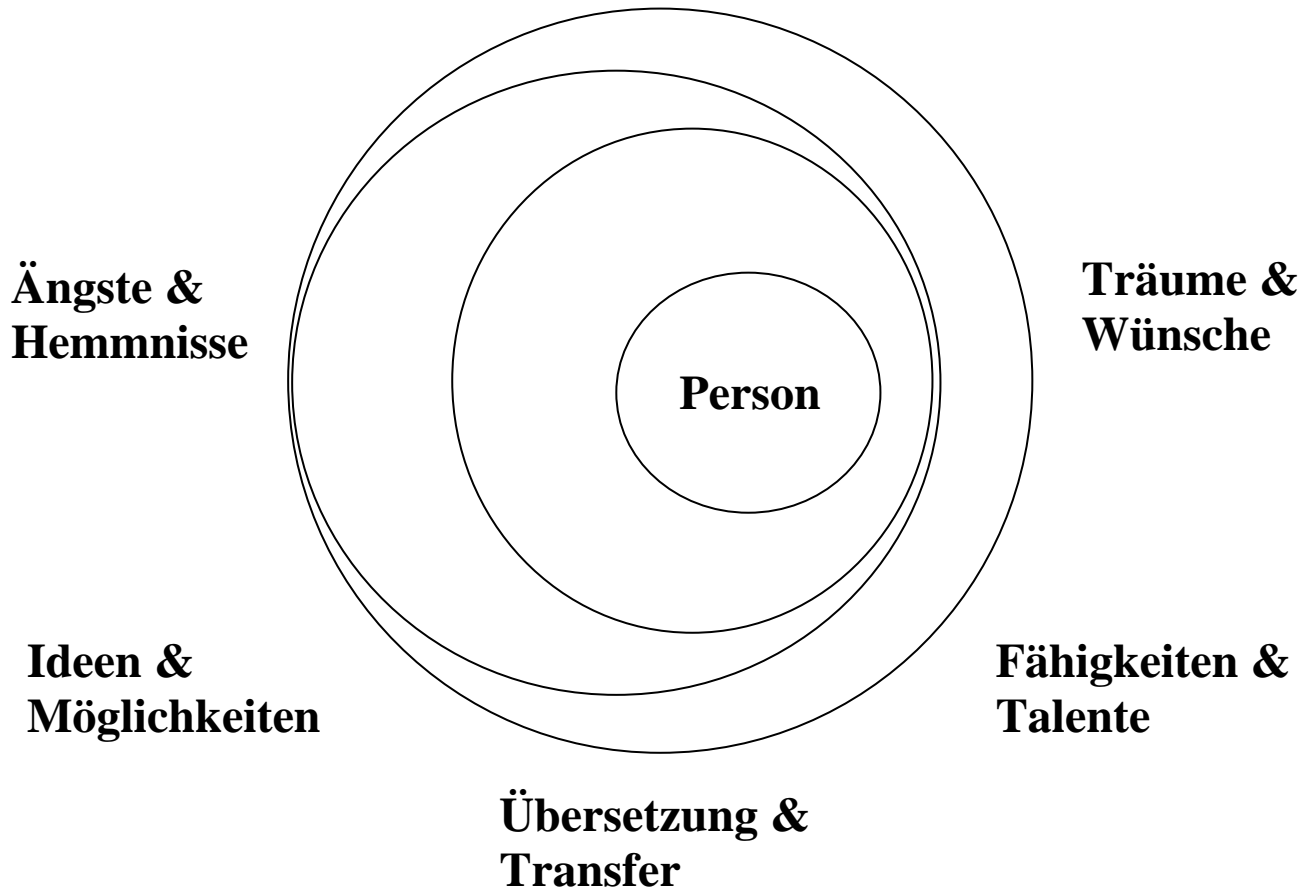 Ängste &
Hemmnisse
Träume &
Wünsche
Person
Ideen &
Möglichkeiten
Fähigkeiten &
Talente
Übersetzung &
Transfer